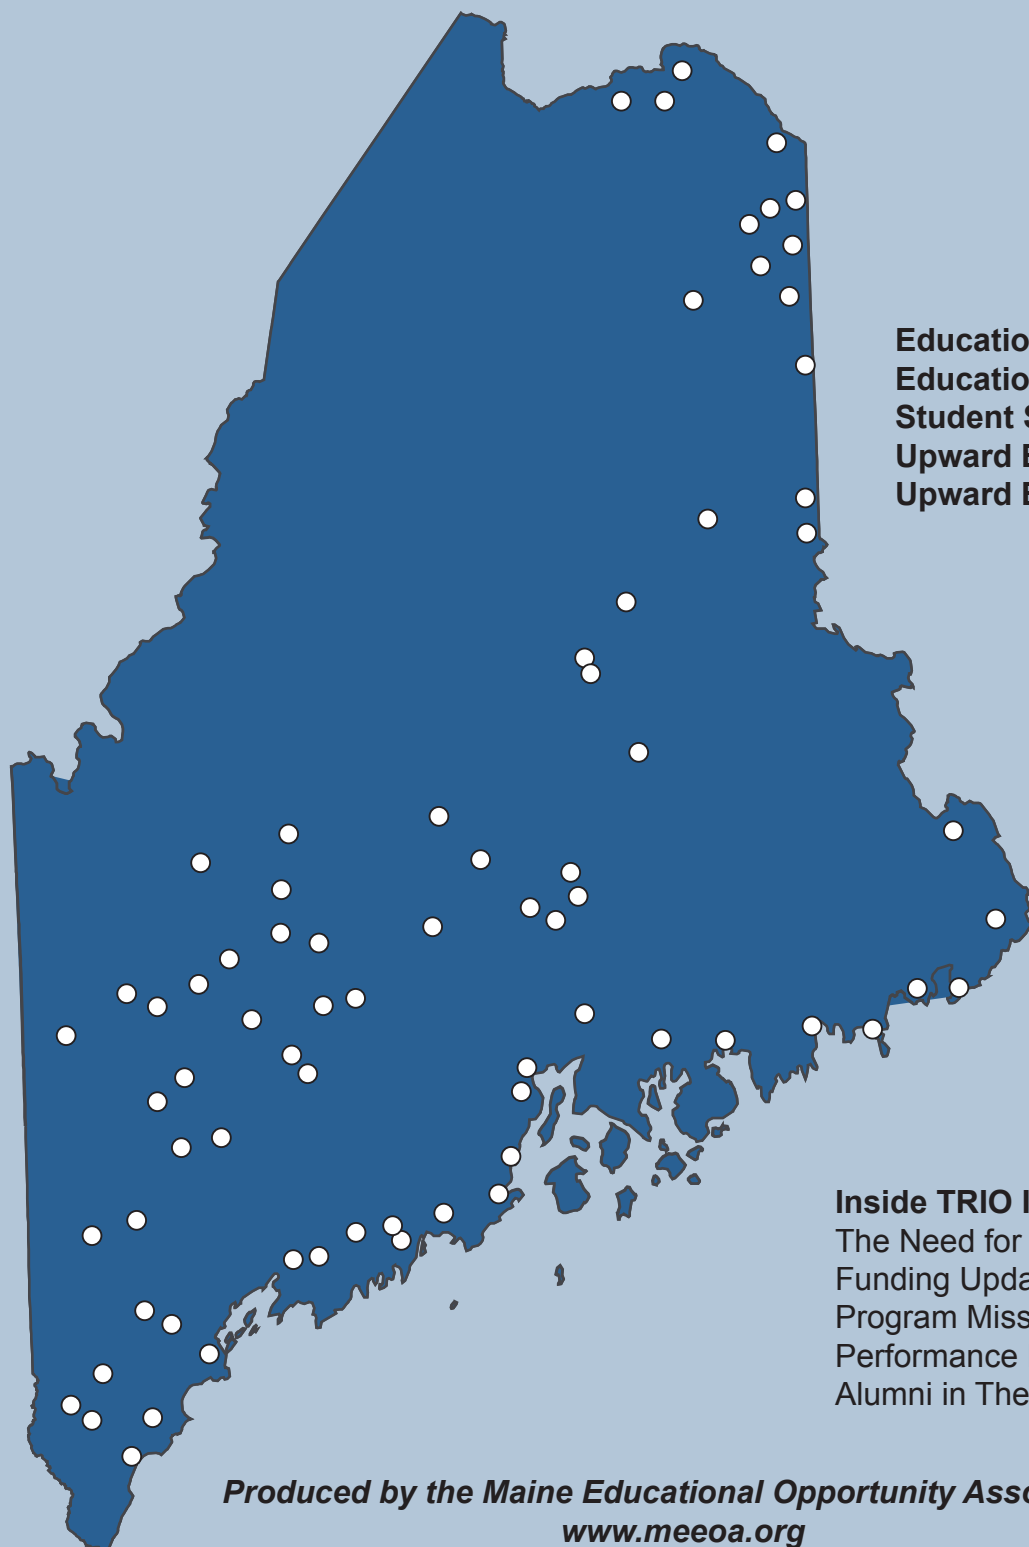 Educatio
Educatio
Student
Upward
Upward
Inside TRIO
The Need for
Funding Upda
Program Miss
Performance
Alumni in The
Produced by the Maine Educational Opportunity Asso
www.meeoa.org